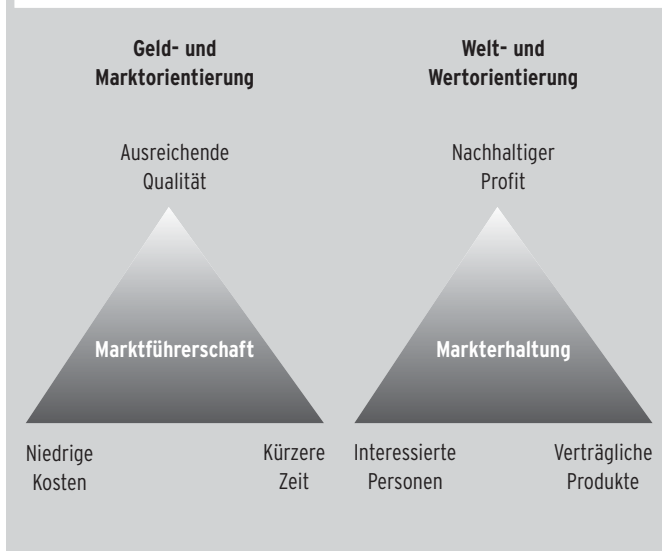 Geld- und
Marktorientierung
Ausreichende
Qualität
Marktführerschaft
Niedrige
Kosten
Kürzere
Zeit
Welt- und
Wertorientierung
Nachhaltiger
Profit
Markterhaltung
Interessierte
Personen
Verträgliche
Produkte